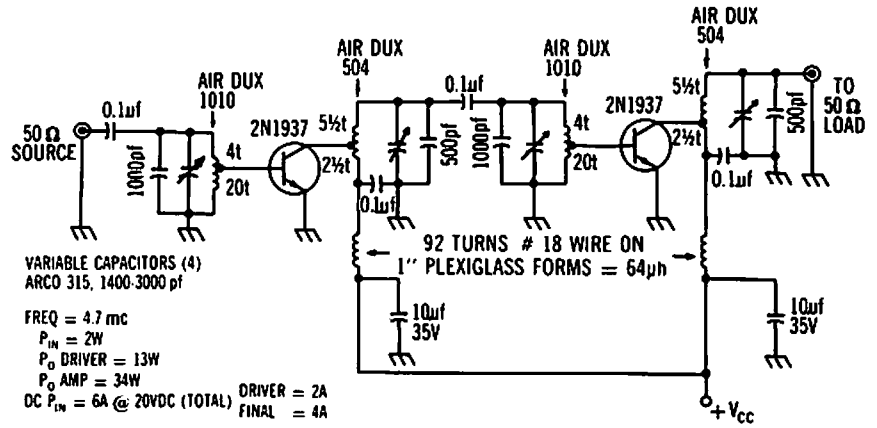 AIR DUX
504
AIR DUX
504
AIR DUX
1010
AIR DUX
1010
0.1uf
50 Ω
SOURCE
1000pf
4t
20t
2N1937
5½t
2½t
0.1uf
500pf
0.1uf
1000pf
4t
20t
2N1937
5½t
2½t
0.1uf
500pf
TO
50 Ω
LOAD
92 TURNS # 18 WIRE ON
1" PLEXIGLASS FORMS = 64μh
10uf
35V
10uf
35V
+ VCC
VARIABLE CAPACITORS (4)
ARCO 315, 1400-3000 pf
FREQ = 4.7 mc
PIN = 2W
PO DRIVER = 13W
PO AMP = 34W
DC PIN = 6A @ 20VDC (TOTAL) DRIVER = 2A
FINAL = 4A